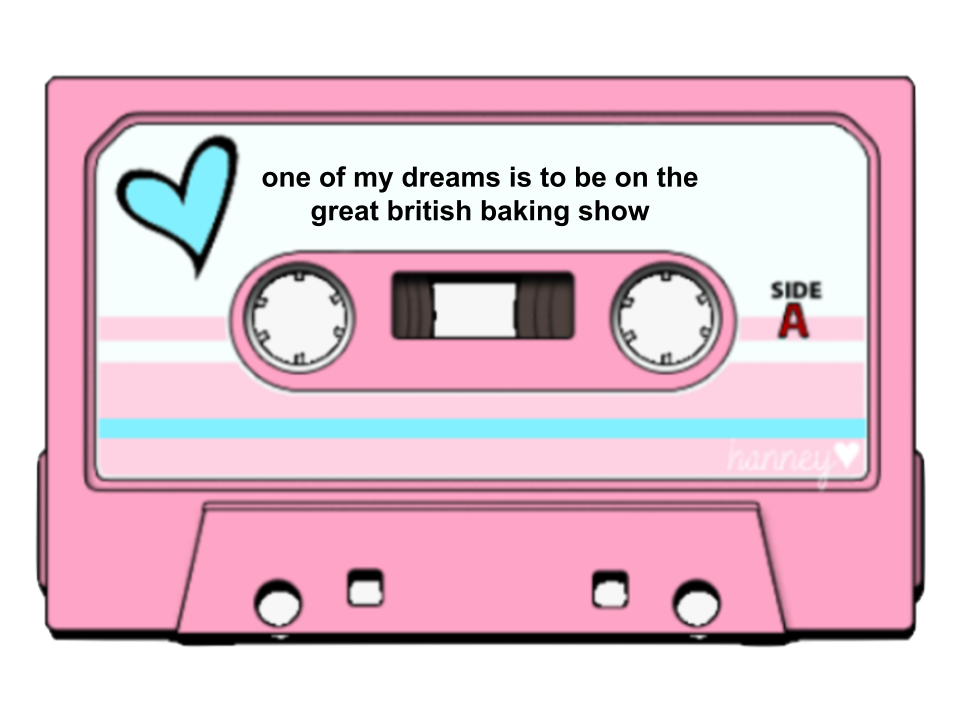 one of my dreams is to be on the
great british baking show
SIDE
A
hanney♥